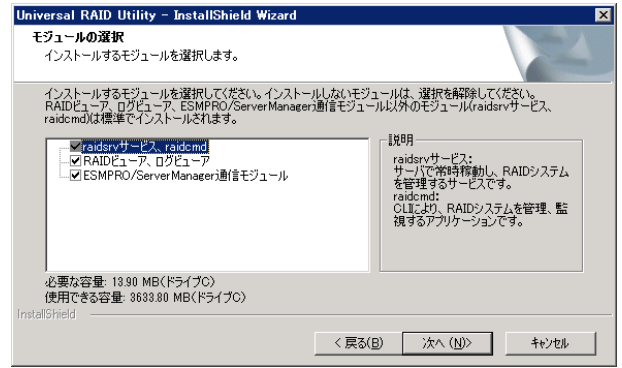 Universal RAID Utility - InstallShield Wizard
モジュールの選択
インストールするモジュールを選択します。
インストールするモジュールを選択してください。インストールしないモジュールは、選択を解除してください。
RAIDビューア、ログビューア、ESMPRO/ServerManager通信モジュール以外のモジュール(raidsrvサービス、
raidcmd)は標準でインストールされます。
raidsrvサービス、raidcmd
RAIDビューア、ログビューア
ESMPRO/ServerManager通信モジュール
説明
raidsrvサービス:
サーバで常時稼動し、RAIDシステム
を管理するサービスです。
raidcmd:
CLIにより、RAIDシステムを管理、監
視するアプリケーションです。
必要な容量: 13.90 MB(ドライブC)
使用できる容量: 3633.80 MB(ドライブC)
InstallShield
< 戻る(B)
次へ (N)>
キャンセル